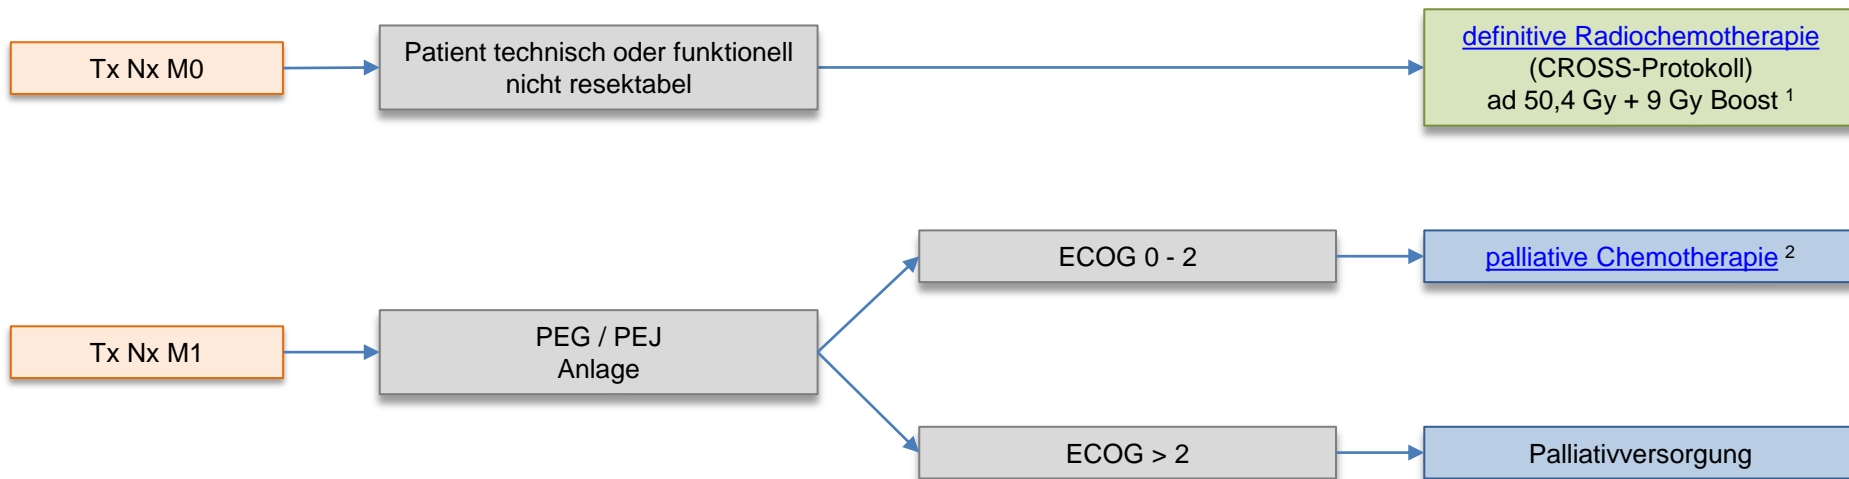 Tx Nx M0
Patient technisch oder funktionell
nicht resektabel
definitive Radiochemotherapie
(CROSS-Protokoll)
ad 50,4 Gy + 9 Gy Boost ¹
Tx Nx M1
PEG / PEJ
Anlage
ECOG 0 - 2
palliative Chemotherapie ²
ECOG > 2
Palliativversorgung